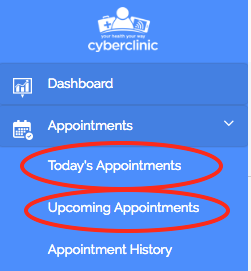 your health your way
cyberclinic
Dashboard
Appointments
Today's Appointments
Upcoming Appointments
Appointment History